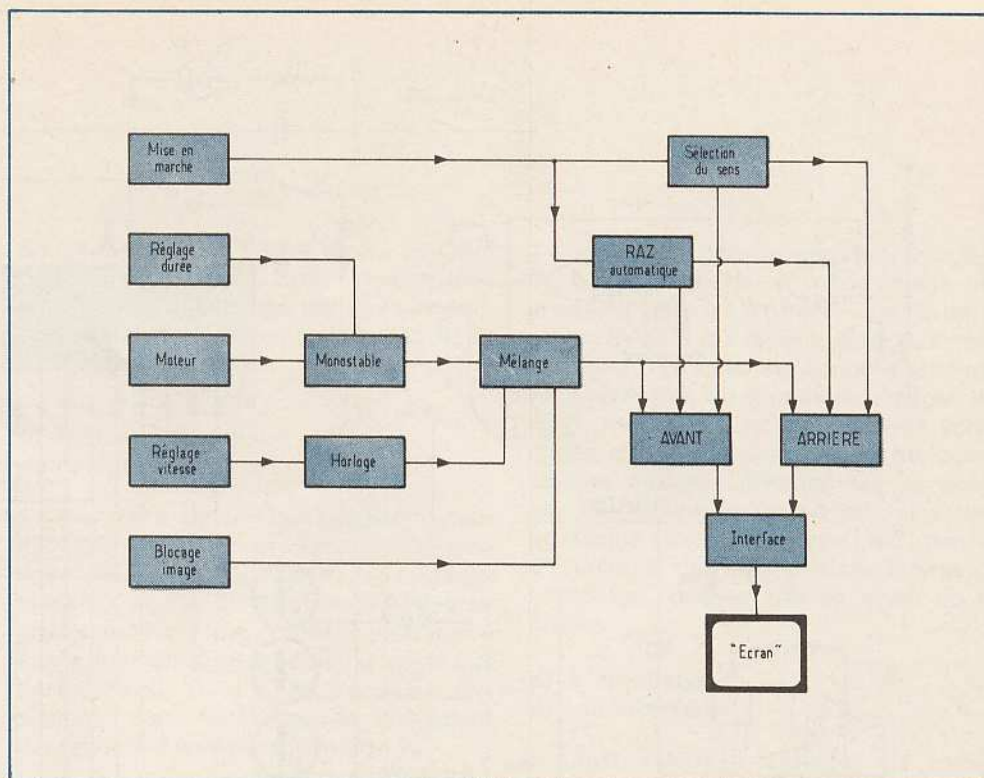 Mise en
marche
Sélection
du sens
Réglage
durée
RAZ
automatique
Moteur
Monostable
Mélange
AVANT
ARRIERE
Réglage
vitesse
Horloge
Blocage
image
Interface
"Ecran"